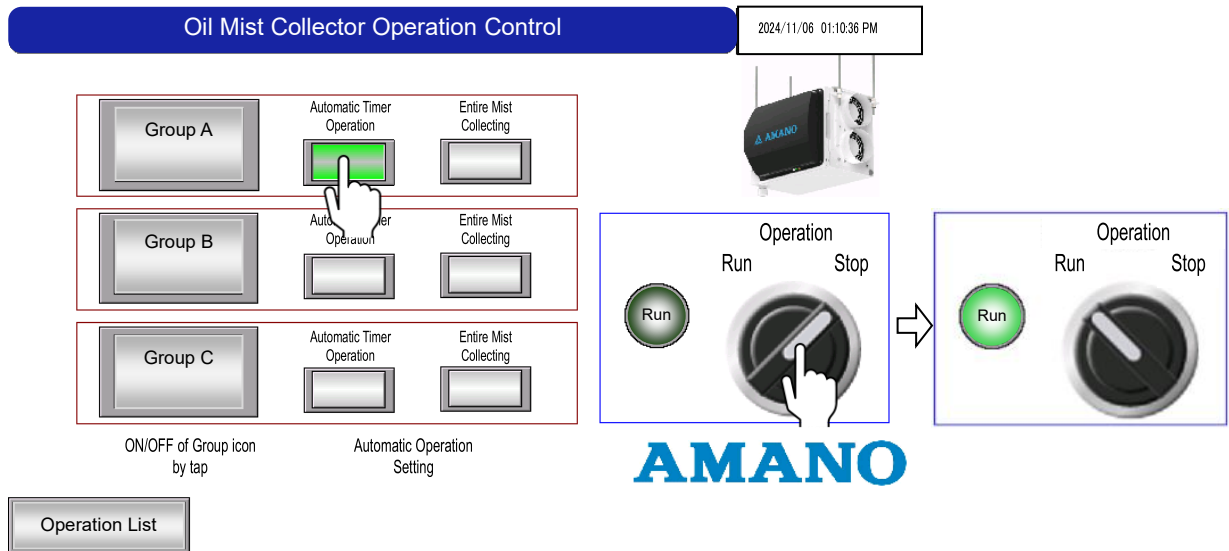 Oil Mist Collector Operation Control
2024/11/06 01:10:36 PM
AMANO
Group A
Automatic Timer
Operation
Entire Mist
Collecting
Group B
Automatic Timer
Operation
Entire Mist
Collecting
Group C
Automatic Timer
Operation
Entire Mist
Collecting
ON/OFF of Group icon
by tap
Automatic Operation
Setting
Operation
Run
Stop
Run
Operation
Run
Stop
Run
AMANO
Operation List